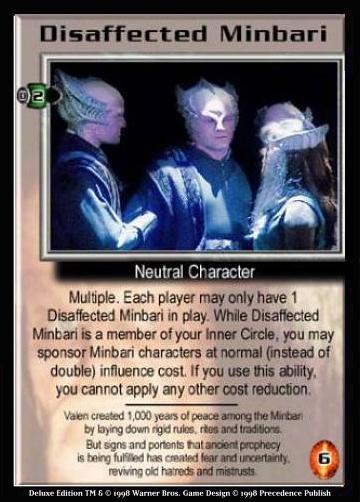 Disaffected Minbari
0 2
Neutral Character
Multiple. Each player may only have 1
Disaffected Minbari in play. While Disaffected
Minbari is a member of your Inner Circle, you may
sponsor Minbari characters at normal (instead of
double) influence cost. If you use this ability,
you cannot apply any other cost reduction.
Valen created 1,000 years of peace among the Minbari
by laying down rigid rules, rites and traditions.
But signs and portents that ancient prophecy
is being fulfilled has created fear and uncertainty,
reviving old hatreds and mistrusts.
6
Deluxe Edition TM & © 1998 Warner Bros. Game Design © 1998 Precedence Publish